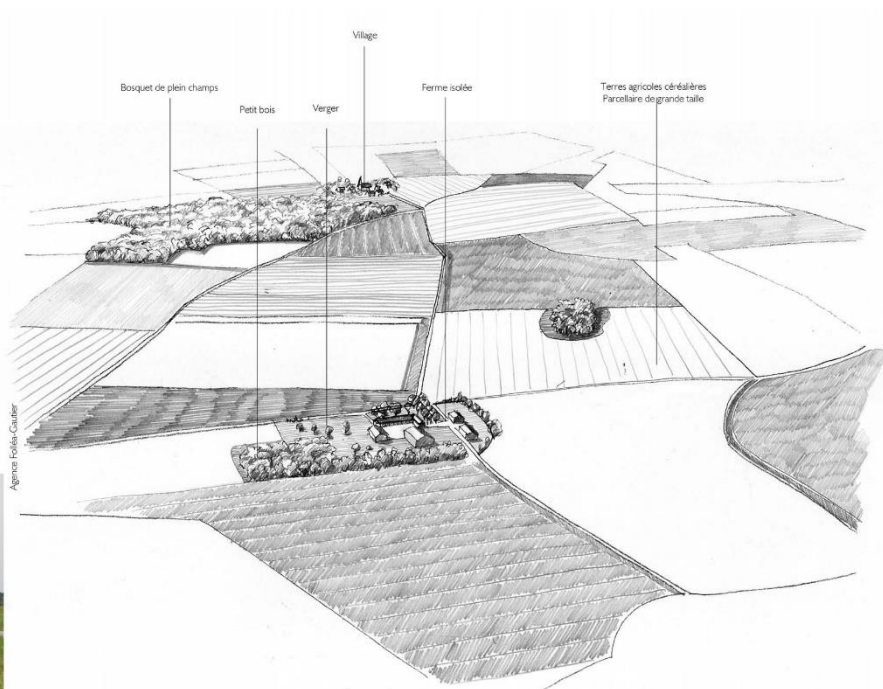 Village
Bosquet de plein champs
Petit bois
Verger
Ferme isolée
Terres agricoles céréalières
Parcellaire de grande taille
Agence Folléa-Gautier